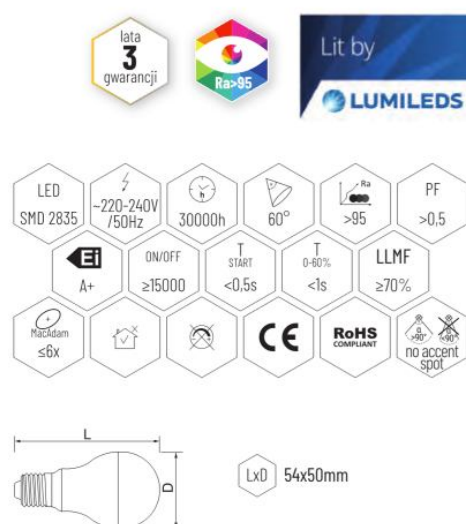 lata
3
gwarancji
Ra>95
Lit by
LUMILEDS
LED
SMD 2835
~220-240V
/50Hz
h
30000h
60°
Ra
>95
PF
>0,5
Ei
A+
ON/OFF
≥15000
T
START
<0,5s
T
0-60%
<1s
LLMF
≥70%
MacAdam
≤6x
CE
RoHS
COMPLIANT
>90° <90°
no accent
spot
L
D
LxD 54x50mm